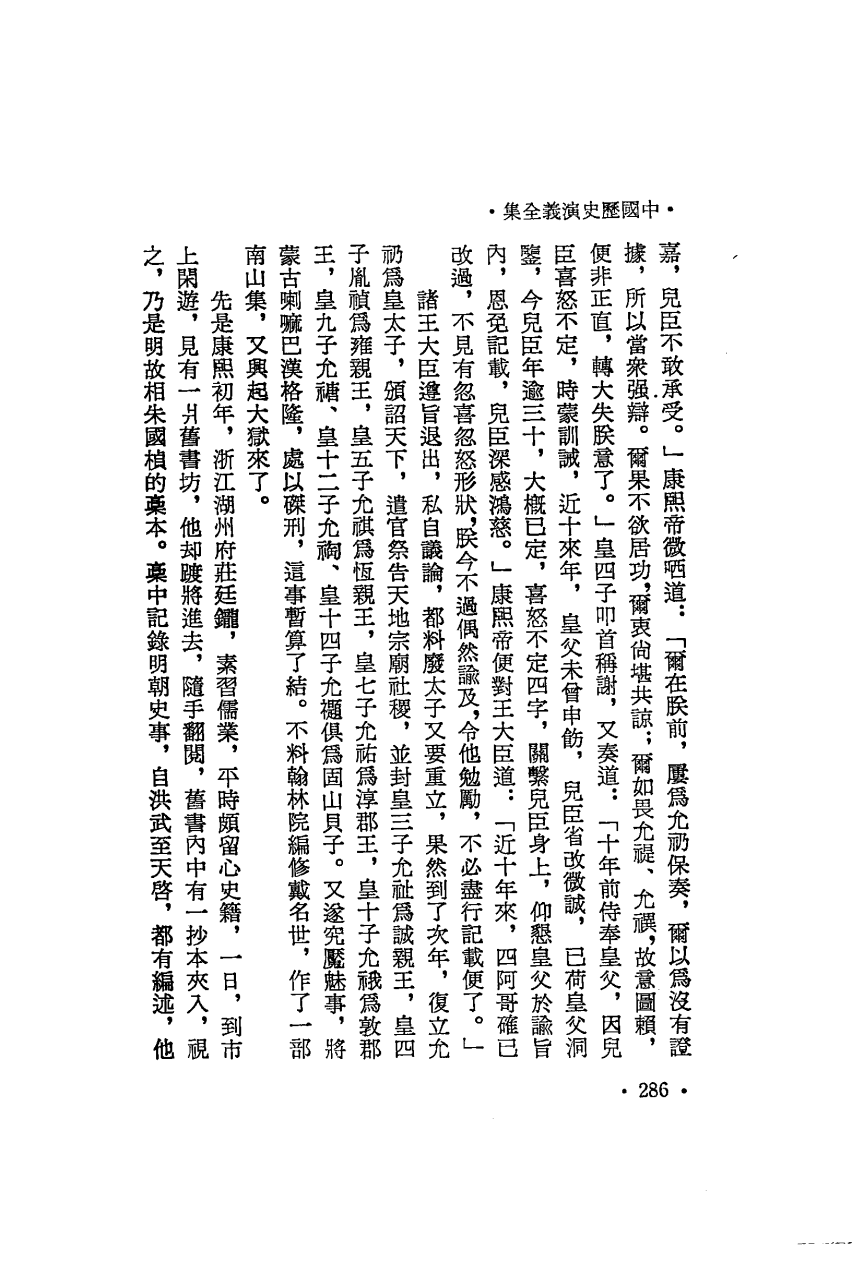 •中國歷史演義全集•
嘉，兒臣不敢承受。」康熙帝微哂道：「爾在朕前，屢爲允礽保奏，爾以爲沒有證
據，所以當衆强辯。爾果不欲居功，爾衷尙堪共諒；爾如畏允禔、允禩，故意圖賴，
便非正直，轉大失朕意了。」皇四子叩首稱謝，又奏道：「十年前侍奉皇父，因兒
臣喜怒不定，時蒙訓誡，近十來年，皇父未曾申飭，兒臣省改微誠，已荷皇父洞
鑒，今兒臣年逾三十，大槪已定，喜怒不定四字，關繫兒臣身上，仰懇皇父於諭旨
內，恩免記載，兒臣深感鴻慈。」康熙帝便對王大臣道：「近十年來，四阿哥確已
改過，不見有忽喜忽怒形狀，朕今不過偶然諭及，令他勉勵，不必盡行記載便了。」
諸王大臣遵旨退出，私自議論，都料廢太子又要重立，果然到了次年，復立允
礽爲皇太子，頒詔天下，遣官祭告天地宗廟社稷，並封皇三子允祉爲誠親王，皇四
子胤禎爲雍親王，皇五子允祺爲恆親王，皇七子允祐爲淳郡王，皇十子允䄉爲敦郡
王，皇九子允禟、皇十二子允祹、皇十四子允禵俱爲固山貝子。又遂究魘魅事，將
蒙古喇嘛巴漢格隆，處以磔刑，這事暫算了結。不料翰林院編修戴名世，作了一部
南山集，又興起大獄來了。
先是康熙初年，浙江湖州府莊廷鑨，素習儒業，平時頗留心史籍，一日，到市
上閑遊，見有一爿舊書坊，他却踱將進去，隨手翻閱，舊書內中有一抄本夾入，視
之，乃是明故相朱國楨的稾本。稾中記錄明朝史事，自洪武至天啓，都有編述，他
•286•